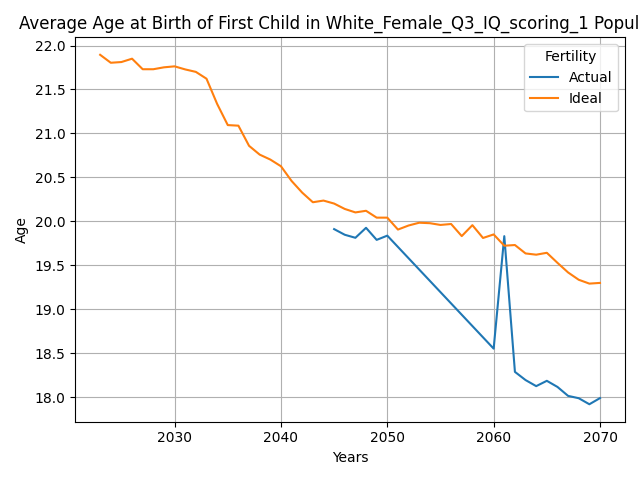 Average Age at Birth of First Child in White_Female_Q3_IQ_scoring_1 Popul
22.0
21.5
21.0
20.5
20.0
19.5
19.0
18.5
18.0
Age
Fertility
Actual
Ideal
2030 2040 2050 2060 2070
Years